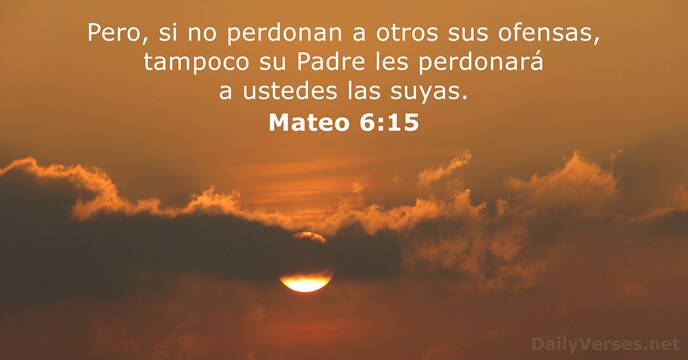 Pero, si no perdonan a otros sus ofensas,
tampoco su Padre les perdonará
a ustedes las suyas.
Mateo 6:15
DailyVerses.net